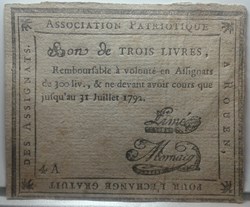 ASSOCIATION PATRIOTIQUE
A ROUEN
POUR L'ÉCHANGE GRATUIT
DES ASSIGNATS.
Bon de TROIS LIVRES,
Remboursable à volonté en Assignats
de 300 liv., & ne devant avoir cours que
jusqu'au 31 Juillet 1792.
A